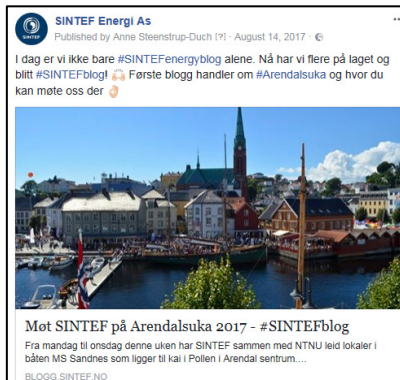 SINTEF Energi As
SINTEF
Published by Anne Steenstrup-Duch [?] · August 14, 2017 ·
I dag er vi ikke bare #SINTEFenergyblog alene. Nå har vi flere på laget og
blitt #SINTEFblog! 🙌🏻 Første blogg handler om #Arendalsuka og hvor du
kan møte oss der 👌🏻
Møt SINTEF på Arendalsuka 2017 - #SINTEFblog
Fra mandag til onsdag denne uken har SINTEF sammen med NTNU leid lokaler i
båten MS Sandnes som ligger til kai i Pollen i Arendal sentrum....
BLOGG.SINTEF.NO